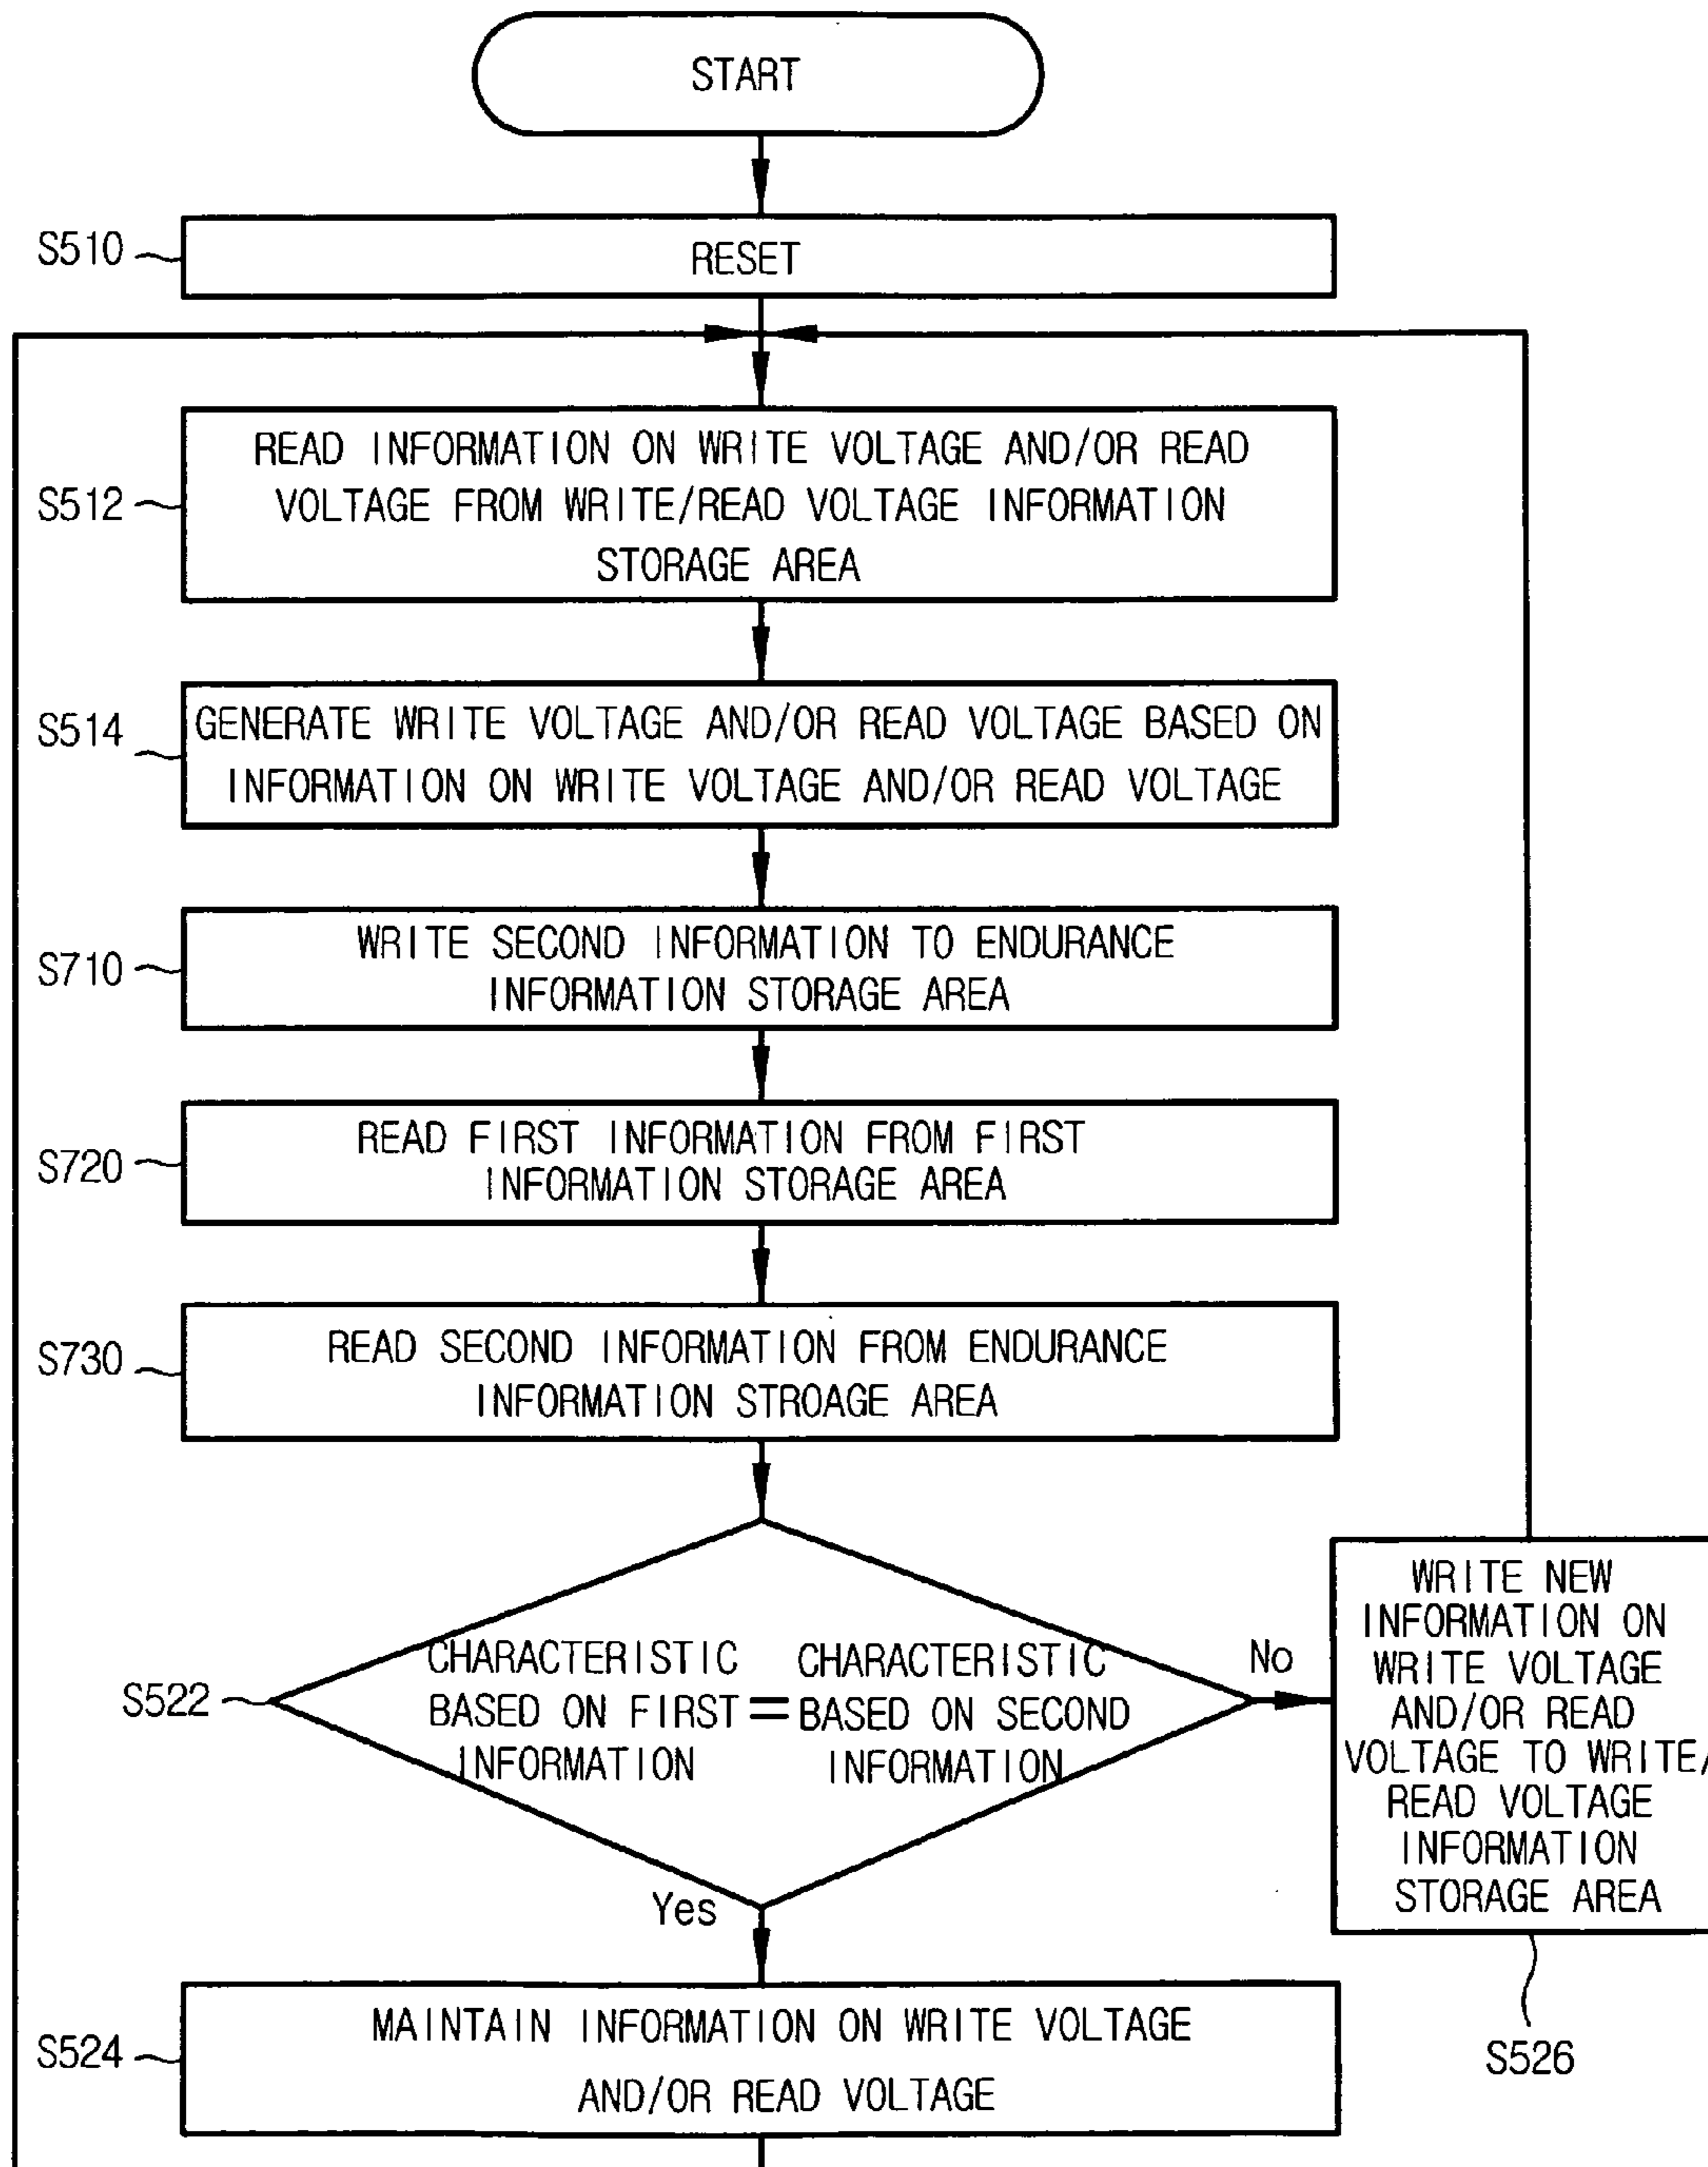 START
S510
RESET
S512
READ INFORMATION ON WRITE VOLTAGE AND/OR READ
VOLTAGE FROM WRITE/READ VOLTAGE INFORMATION
STORAGE AREA
S514
GENERATE WRITE VOLTAGE AND/OR READ VOLTAGE BASED ON
INFORMATION ON WRITE VOLTAGE AND/OR READ VOLTAGE
S710
WRITE SECOND INFORMATION TO ENDURANCE
INFORMATION STORAGE AREA
S720
READ FIRST INFORMATION FROM FIRST
INFORMATION STORAGE AREA
S730
READ SECOND INFORMATION FROM ENDURANCE
INFORMATION STROAGE AREA
S522
CHARACTERISTIC
BASED ON FIRST
INFORMATION
=
CHARACTERISTIC
BASED ON SECOND
INFORMATION
No
WRITE NEW
INFORMATION ON
WRITE VOLTAGE
AND/OR READ
VOLTAGE TO WRITE/
READ VOLTAGE
INFORMATION
STORAGE AREA
S526
Yes
S524
MAINTAIN INFORMATION ON WRITE VOLTAGE
AND/OR READ VOLTAGE